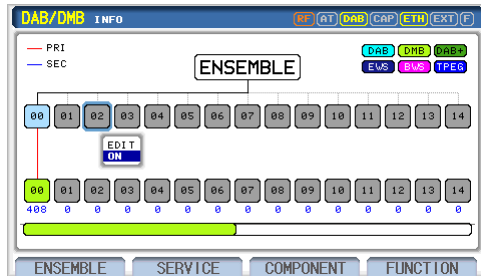 DAB/DMB INFO RF AT DAB CAP ETH EXT F
PRI DAB DMB DAB+
SEC EWS BWS TPEG
ENSEMBLE
00 01 02 03 04 05 06 07 08 09 10 11 12 13 14
EDIT
ON
00 01 02 03 04 05 06 07 08 09 10 11 12 13 14
408 0 0 0 0 0 0 0 0 0 0 0 0 0 0
ENSEMBLE SERVICE COMPONENT FUNCTION